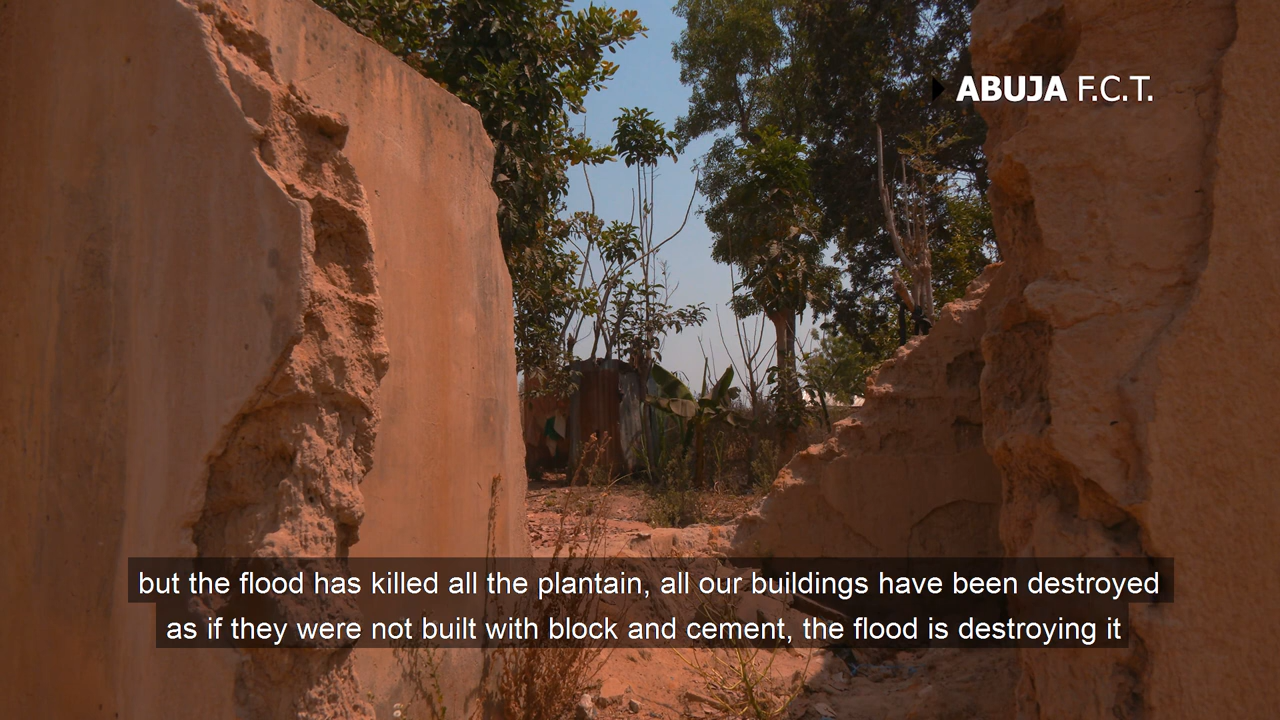 ABUJA F.C.T.
but the flood has killed all the plantain, all our buildings have been destroyed
as if they were not built with block and cement, the flood is destroying it